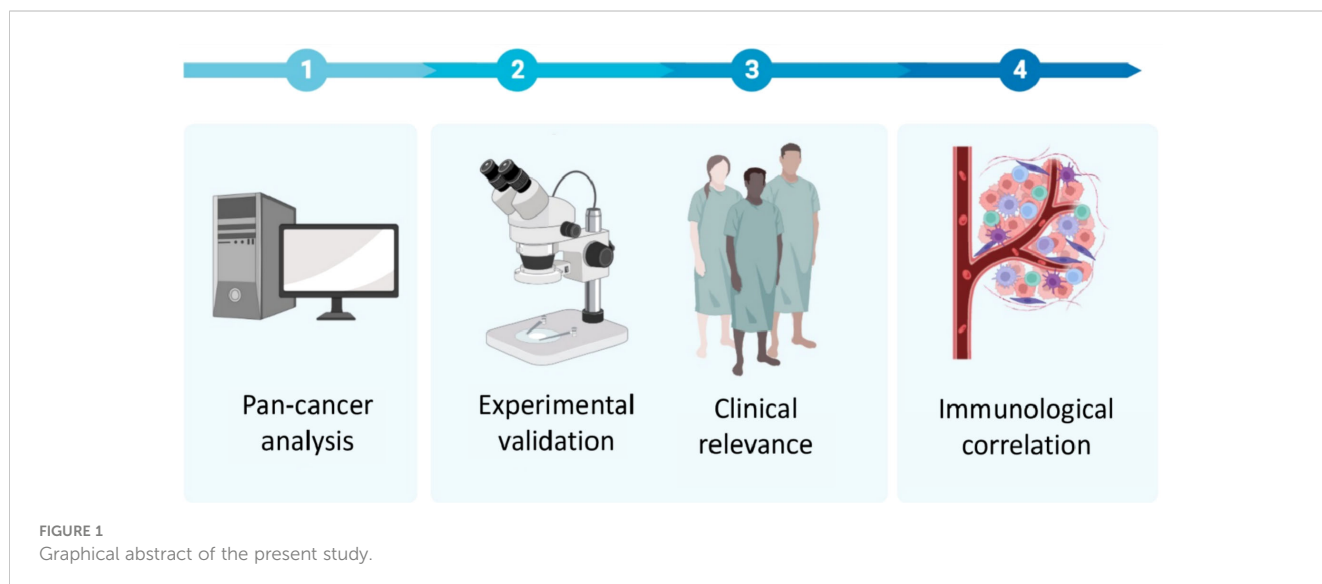 1 2 3 4
Pan-cancer
analysis
Experimental
validation
Clinical
relevance
Immunological
correlation
FIGURE 1
Graphical abstract of the present study.